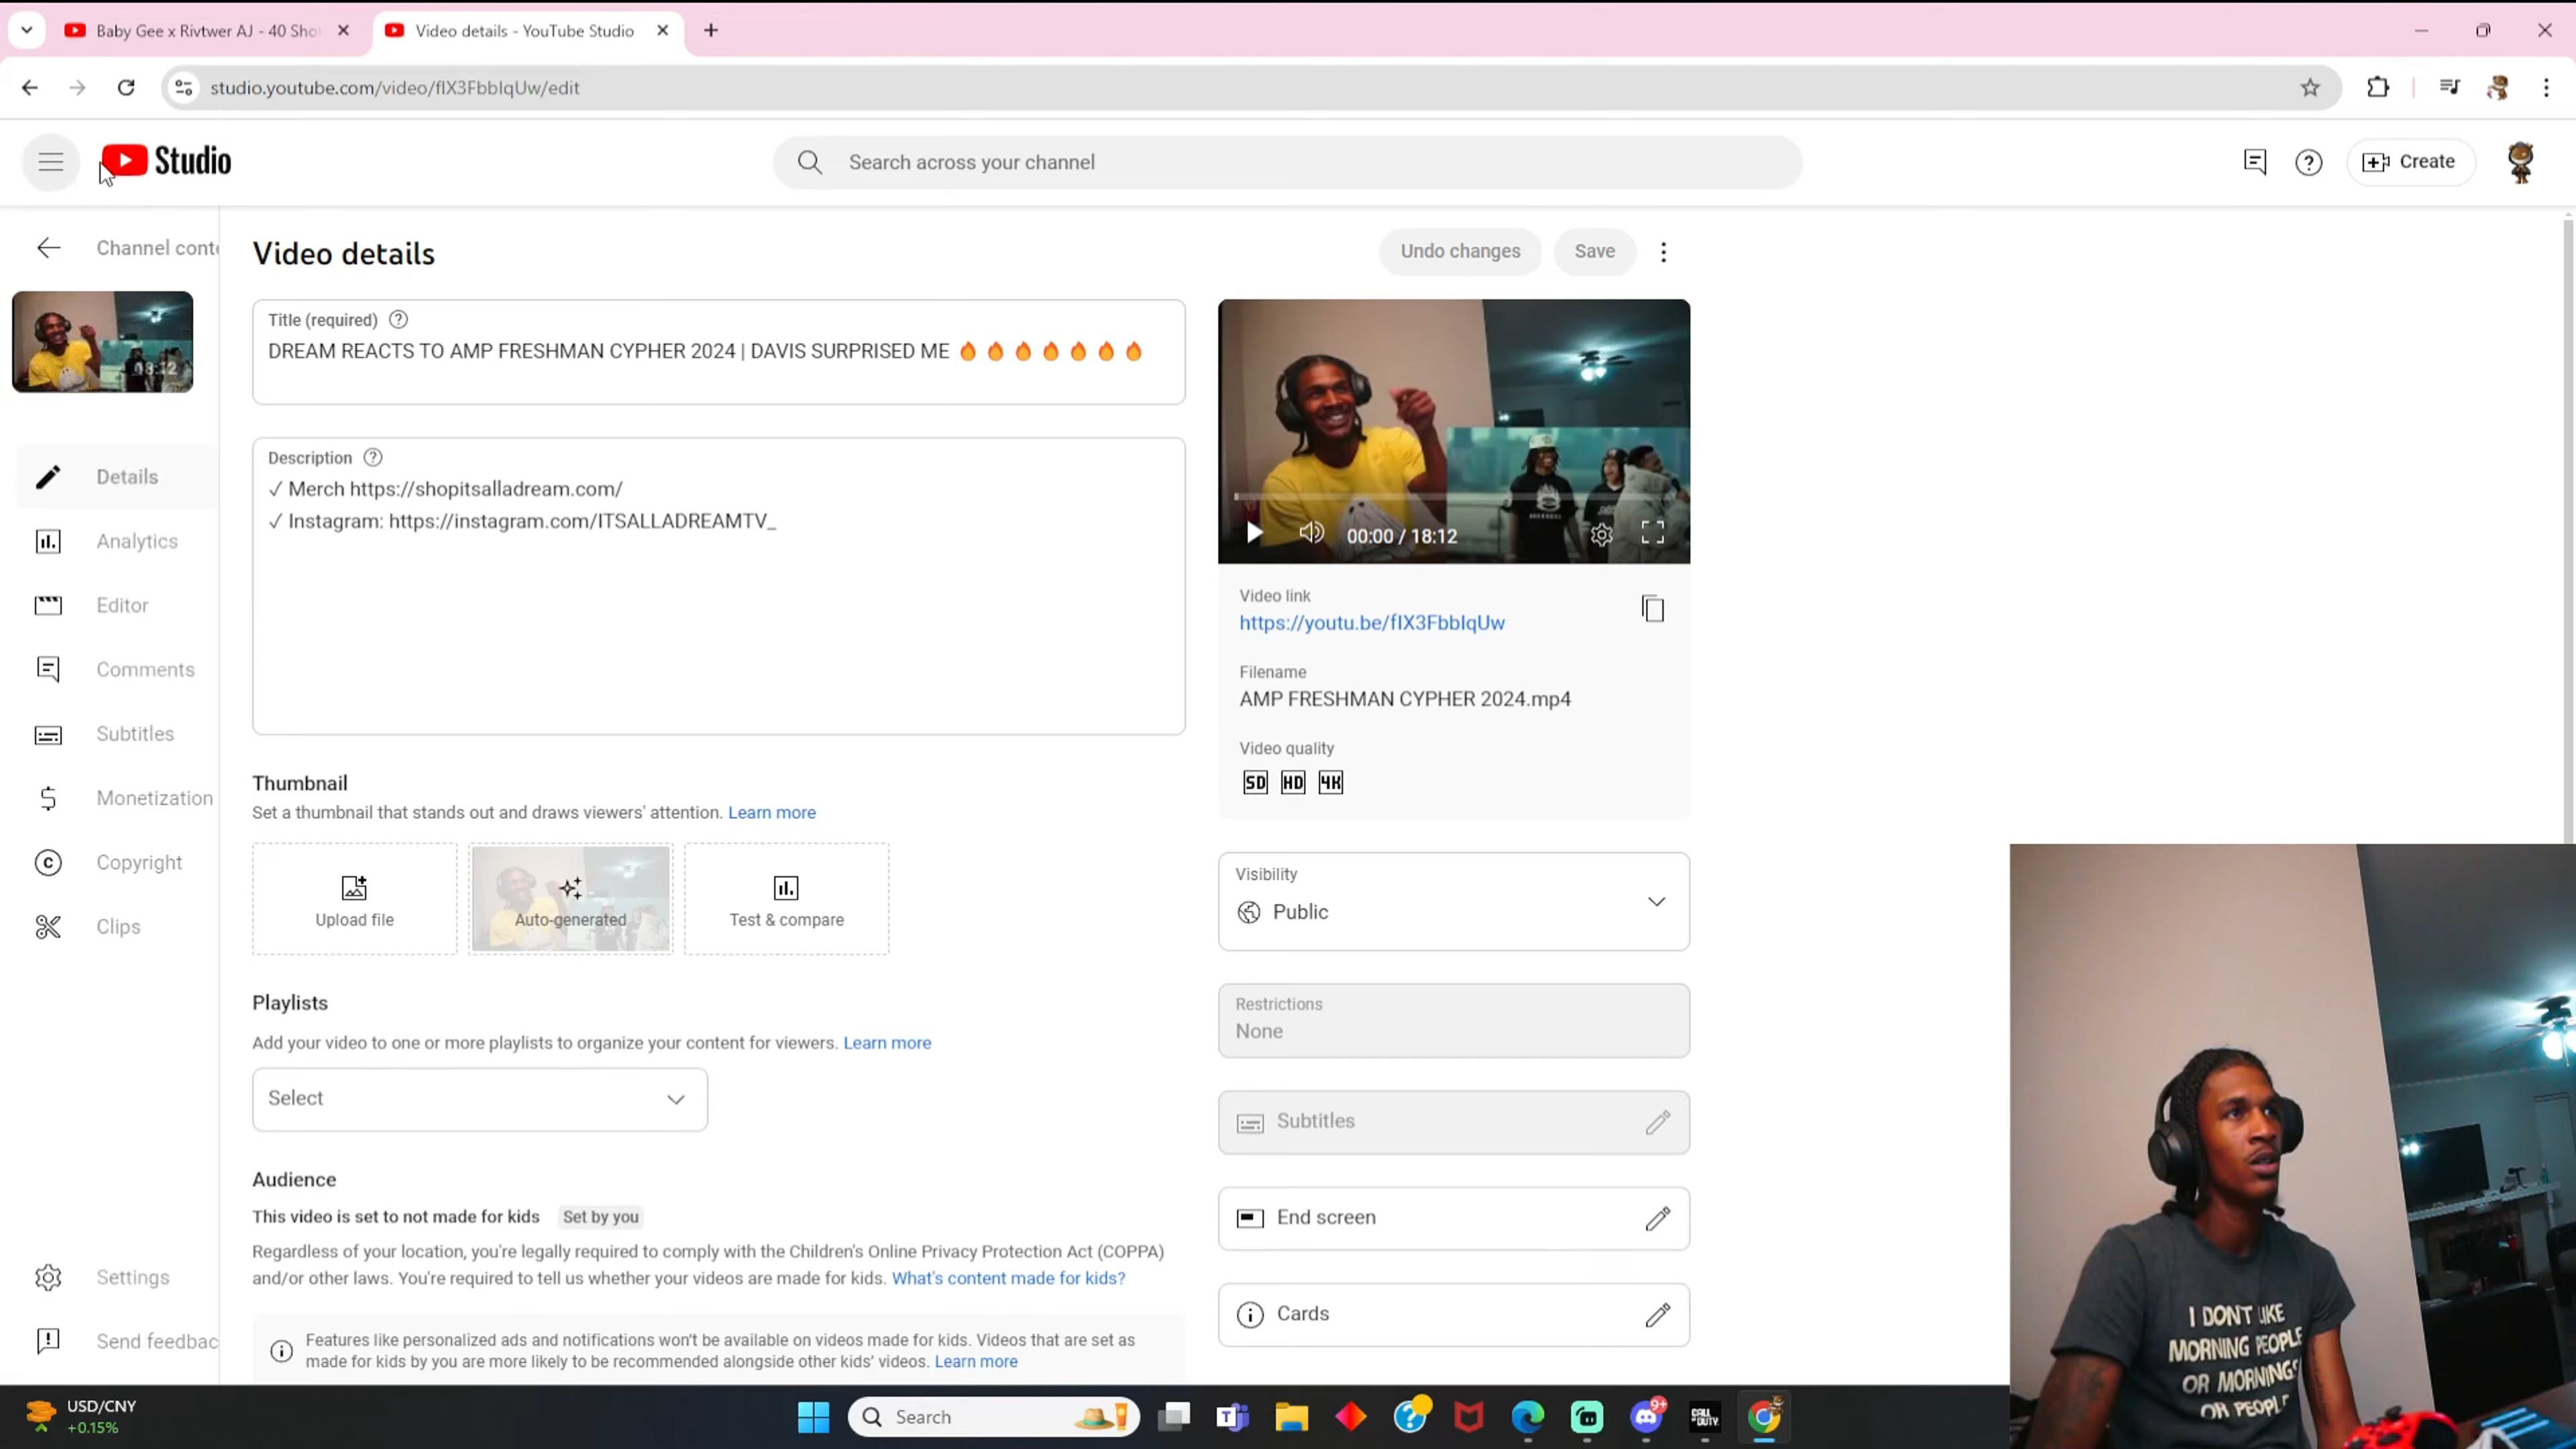 Baby Gee x Rivtwer AJ - 40 Sho
Video details - YouTube Studio
studio.youtube.com/video/fIX3FbbIqUw/edit
Studio
Search across your channel
Create
Channel conte
Video details
Undo changes
Save
Title (required)
DREAM REACTS TO AMP FRESHMAN CYPHER 2024 | DAVIS SURPRISED ME 🔥🔥🔥🔥🔥🔥🔥
18:12
Description
✓ Merch https://shopitsalladream.com/
✓ Instagram: https://instagram.com/ITSALLADREAMTV_
Details
Analytics
Editor
Comments
Subtitles
Monetization
Copyright
Clips
Settings
Send feedbac
00:00 / 18:12
Video link
https://youtu.be/fIX3FbbIqUw
Filename
AMP FRESHMAN CYPHER 2024.mp4
Video quality
SD HD 4K
Thumbnail
Set a thumbnail that stands out and draws viewers' attention. Learn more
Upload file
Auto-generated
Test & compare
Visibility
Public
Playlists
Add your video to one or more playlists to organize your content for viewers. Learn more
Select
Restrictions
None
Subtitles
End screen
Cards
Audience
This video is set to not made for kids Set by you
Regardless of your location, you're legally required to comply with the Children's Online Privacy Protection Act (COPPA)
and/or other laws. You're required to tell us whether your videos are made for kids. What's content made for kids?
Features like personalized ads and notifications won't be available on videos made for kids. Videos that are set as
made for kids by you are more likely to be recommended alongside other kids' videos. Learn more
I DON'T LIKE
MORNING PEOPLE
OR MORNINGS
OR PEOPLE
USD/CNY
+0.15%
Search
9+
CALL OF DUTY